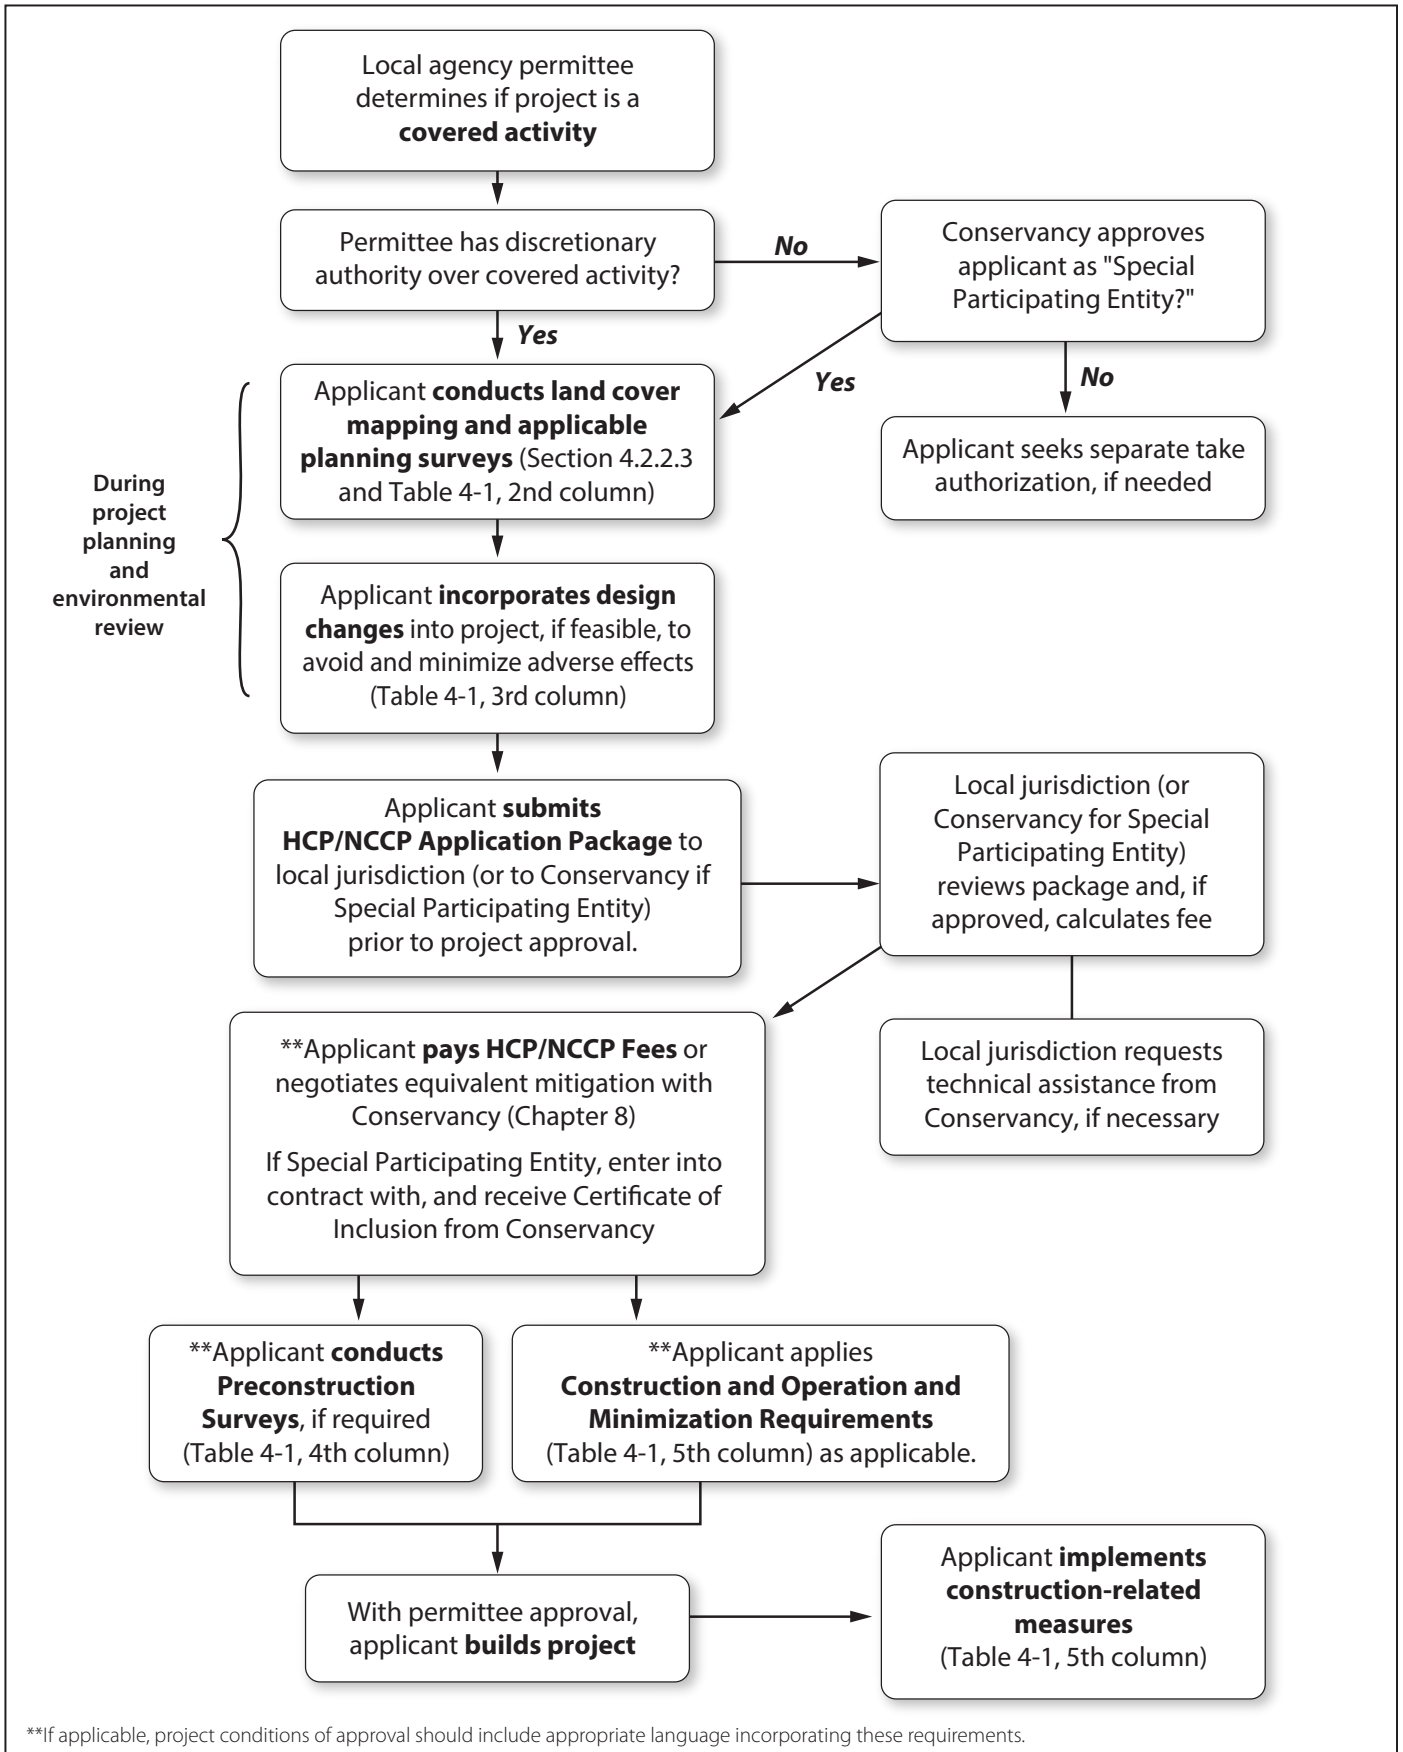 Local agency permittee
determines if project is a
covered activity
Permittee has discretionary
authority over covered activity?
No
Conservancy approves
applicant as "Special
Participating Entity?"
Yes
Yes
No
Applicant conducts land cover
mapping and applicable
planning surveys (Section 4.2.2.3
and Table 4-1, 2nd column)
Applicant seeks separate take
authorization, if needed
During
project
planning
and
environmental
review
Applicant incorporates design
changes into project, if feasible, to
avoid and minimize adverse effects
(Table 4-1, 3rd column)
Applicant submits
HCP/NCCP Application Package to
local jurisdiction (or to Conservancy if
Special Participating Entity)
prior to project approval.
Local jurisdiction (or
Conservancy for Special
Participating Entity)
reviews package and, if
approved, calculates fee
Local jurisdiction requests
technical assistance from
Conservancy, if necessary
**Applicant pays HCP/NCCP Fees or
negotiates equivalent mitigation with
Conservancy (Chapter 8)
If Special Participating Entity, enter into
contract with, and receive Certificate of
Inclusion from Conservancy
**Applicant conducts
Preconstruction
Surveys, if required
(Table 4-1, 4th column)
**Applicant applies
Construction and Operation and
Minimization Requirements
(Table 4-1, 5th column) as applicable.
With permittee approval,
applicant builds project
Applicant implements
construction-related
measures
(Table 4-1, 5th column)
**If applicable, project conditions of approval should include appropriate language incorporating these requirements.